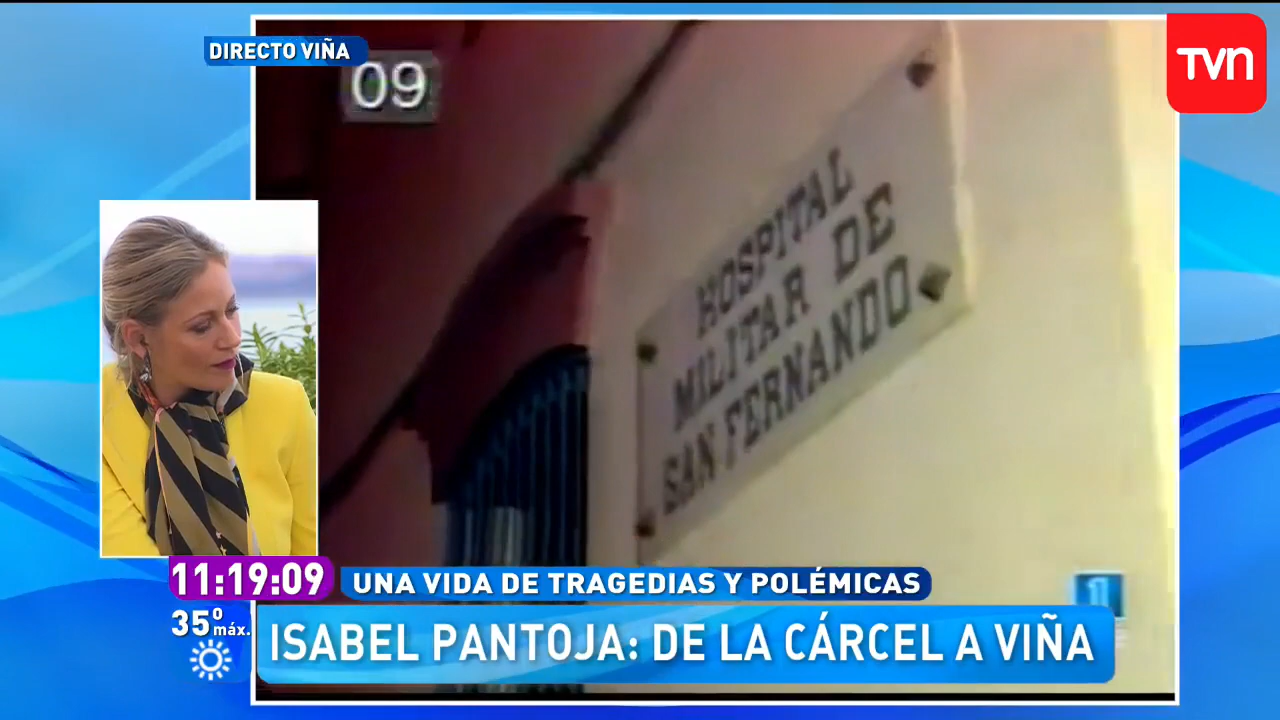 DIRECTO VIÑA
tvn
09
HOSPITAL
MILITAR DE
SAN FERNANDO
1
11:19:09
UNA VIDA DE TRAGEDIAS Y POLÉMICAS
35º máx.
ISABEL PANTOJA: DE LA CÁRCEL A VIÑA